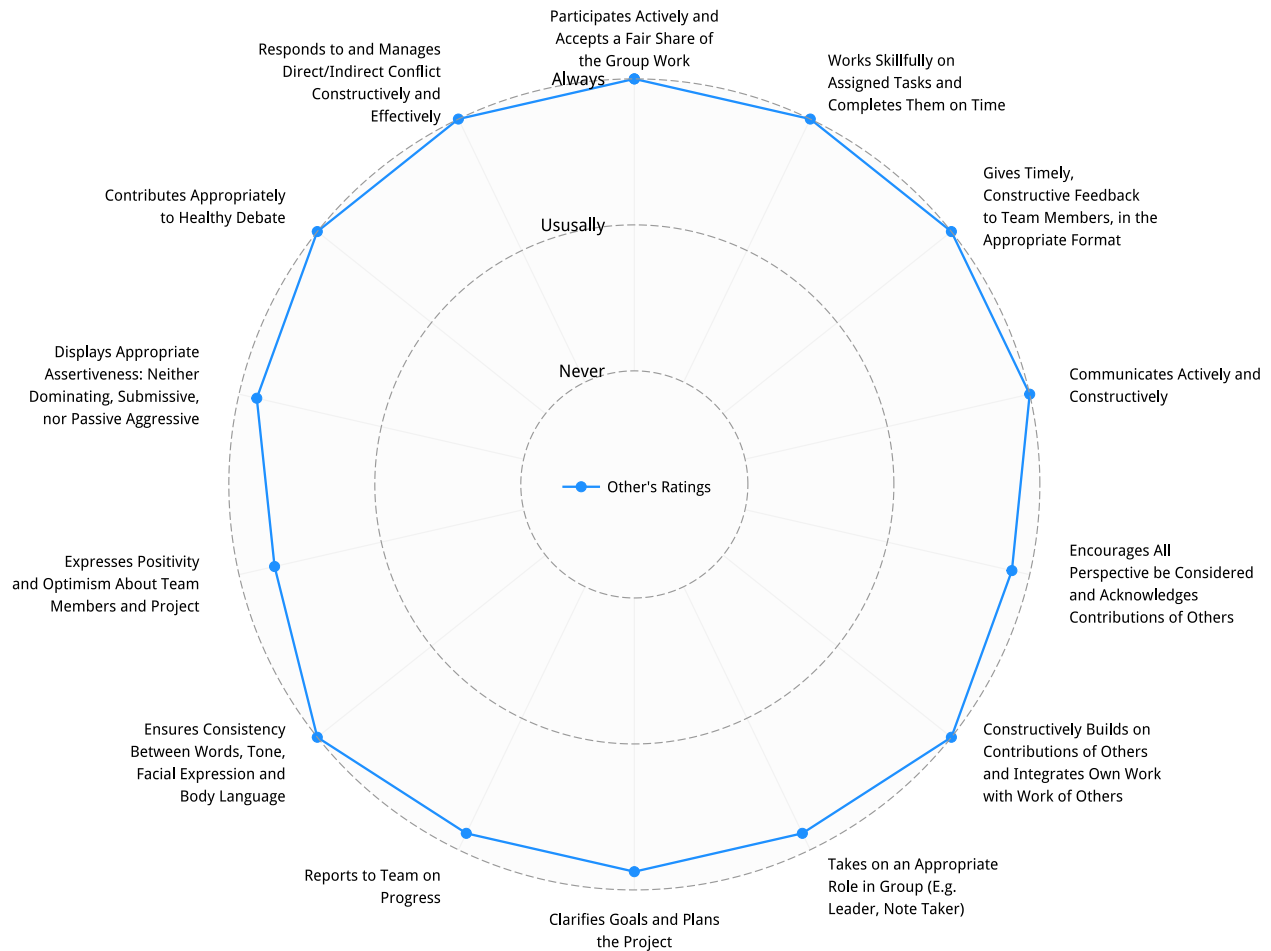 Participates Actively and
Accepts a Fair Share of
the Group Work
Works Skillfully on
Assigned Tasks and
Completes Them on Time
Gives Timely,
Constructive Feedback
to Team Members, in the
Appropriate Format
Communicates Actively and
Constructively
Encourages All
Perspective be Considered
and Acknowledges
Contributions of Others
Constructively Builds on
Contributions of Others
and Integrates Own Work
with Work of Others
Takes on an Appropriate
Role in Group (E.g.
Leader, Note Taker)
Clarifies Goals and Plans
the Project
Reports to Team on
Progress
Ensures Consistency
Between Words, Tone,
Facial Expression and
Body Language
Expresses Positivity
and Optimism About Team
Members and Project
Displays Appropriate
Assertiveness: Neither
Dominating, Submissive,
nor Passive Aggressive
Contributes Appropriately
to Healthy Debate
Responds to and Manages
Direct/Indirect Conflict
Constructively and
Effectively
Always
Ususally
Never
Other's Ratings